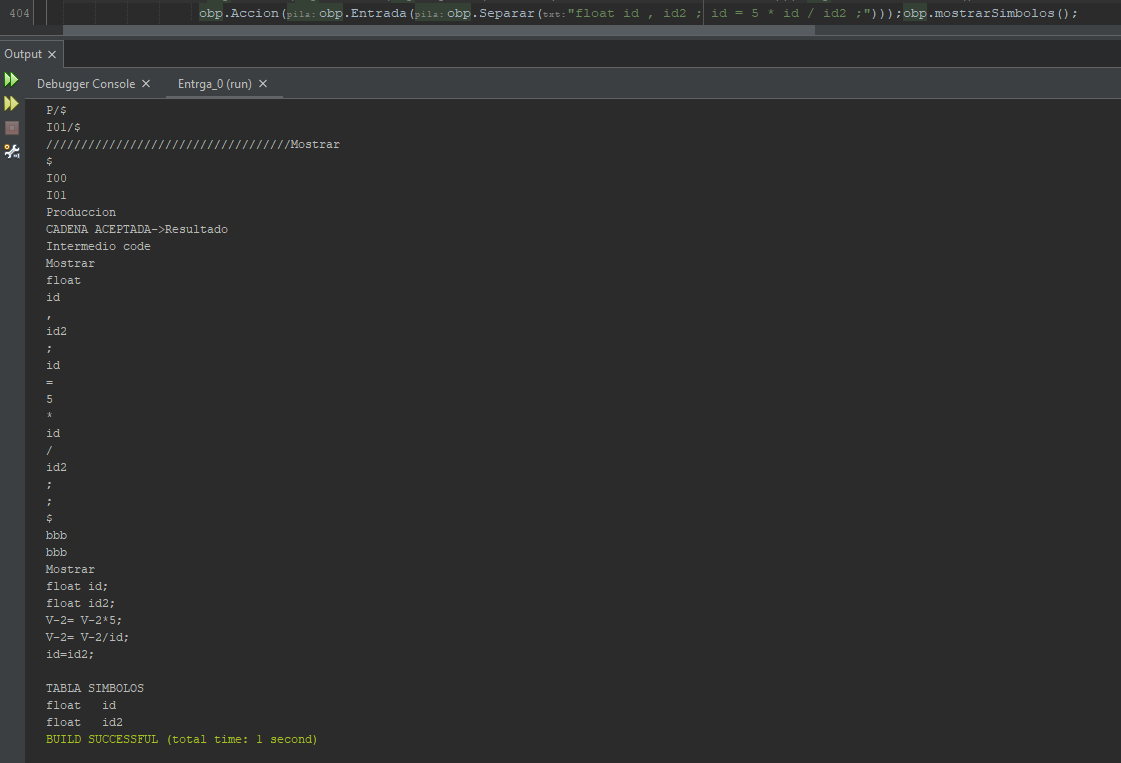 404 obp.Accion(pila:obp.Entrada(pila:obp.Separar(txt:"float id , id2 ; id = 5 * id / id2 ;")));obp.mostrarSimbolos();
Output ×
Debugger Console × Entrga_0 (run) ×
P/$
I01/$
///////////////////////////////////Mostrar
$
I00
I01
Produccion
CADENA ACEPTADA->Resultado
Intermedio code
Mostrar
float
id
,
id2
;
id
=
5
*
id
/
id2
;
;
$
bbb
bbb
Mostrar
float id;
float id2;
V-2= V-2*5;
V-2= V-2/id;
id=id2;
TABLA SIMBOLOS
float   id
float   id2
BUILD SUCCESSFUL (total time: 1 second)